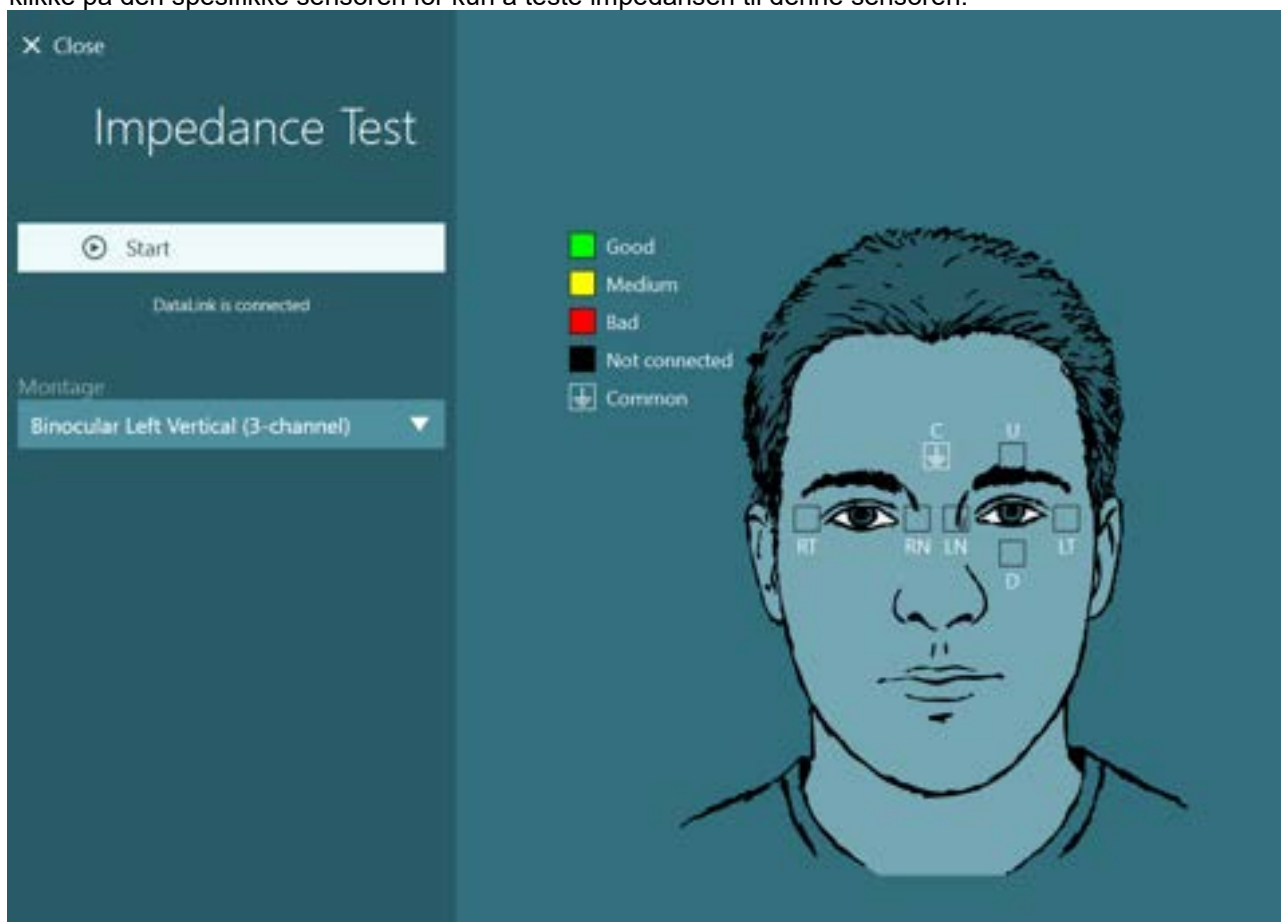 klikke på den spesifikke sensoren for kun å teste impedansen til denne sensoren.
Close
Impedance Test
Start
DataLink is connected
Montage
Binocular Left Vertical (3-channel)
Good
Medium
Bad
Not connected
Common
C U
RT RN LN LT
D